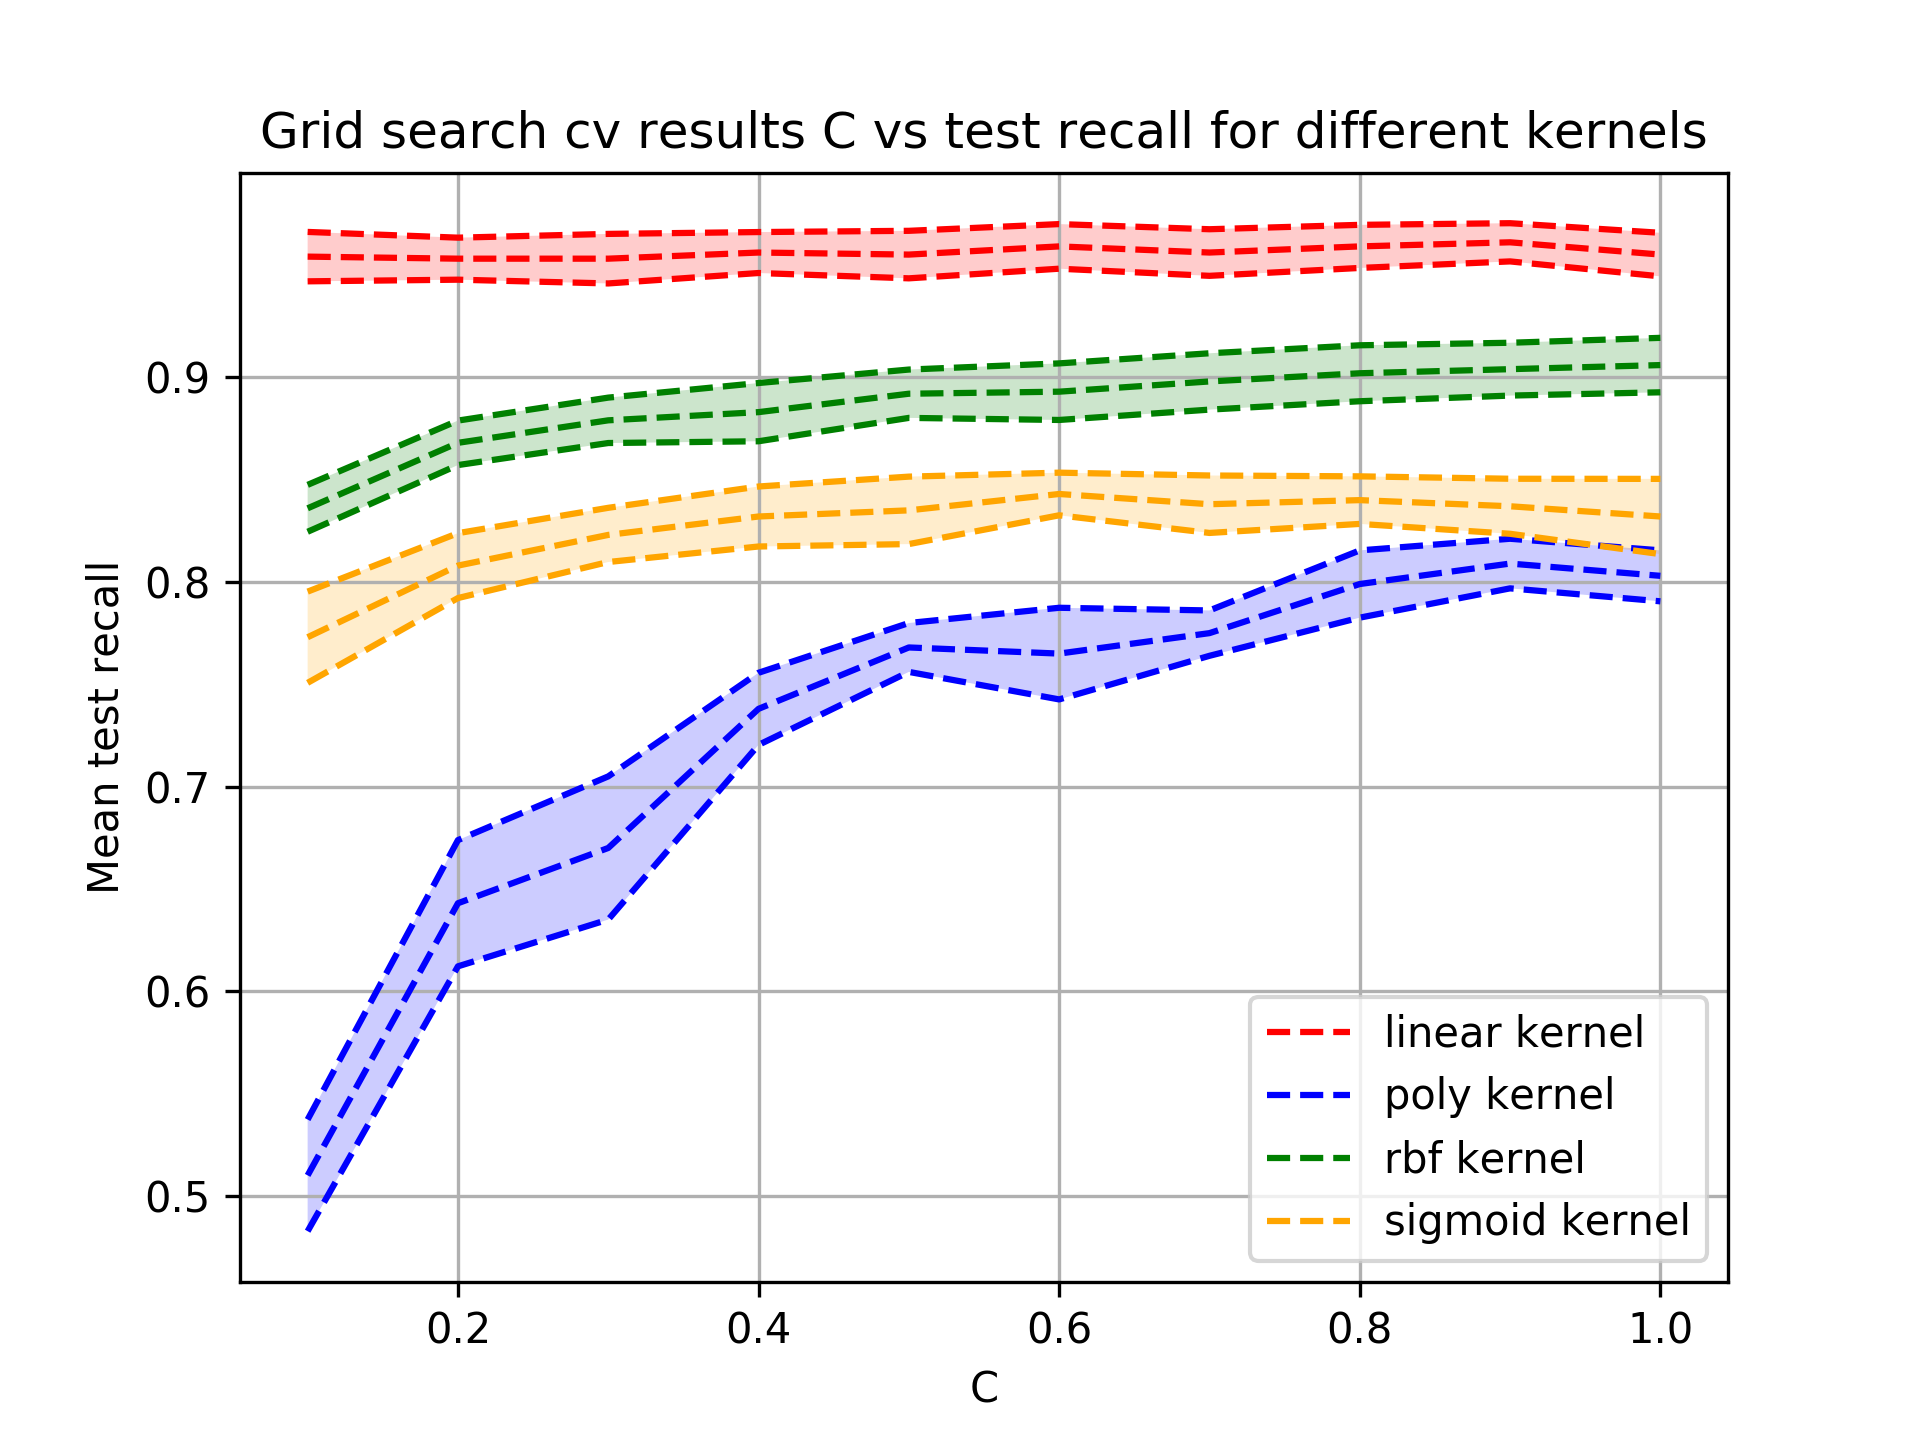 Grid search cv results C vs test recall for different kernels
Mean test recall
0.9
0.8
0.7
0.6
0.5
0.2 0.4 0.6 0.8 1.0
C
linear kernel
poly kernel
rbf kernel
sigmoid kernel